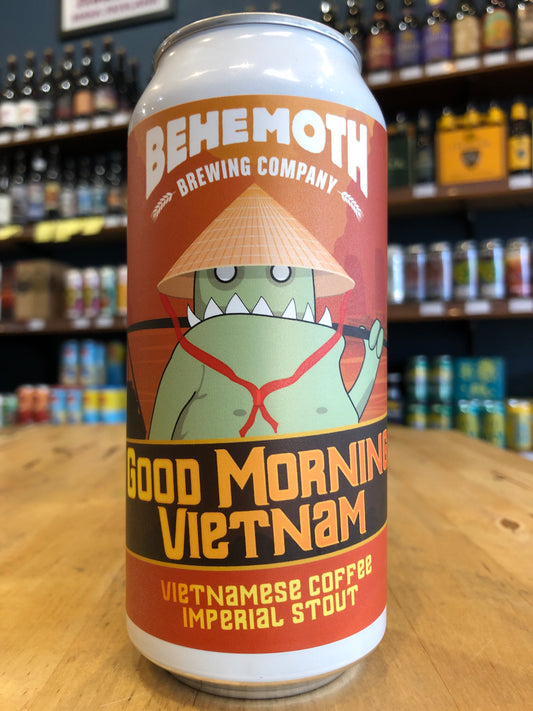 BEHEMOTH
BREWING COMPANY
GOOD MORNING
VIETNAM
VIETNAMESE COFFEE
IMPERIAL STOUT